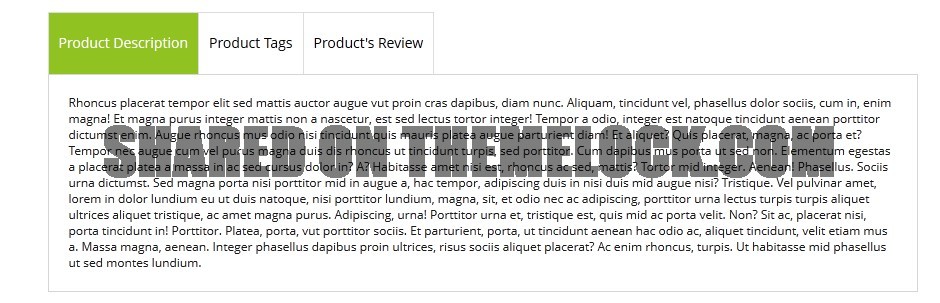 Product Description Product Tags Product's Review
Rhoncus placerat tempor elit sed mattis auctor augue vut proin cras dapibus, diam nunc. Aliquam, tincidunt vel, phasellus dolor sociis, cum in, enim
magna! Et magna purus integer mattis non a nascetur, est sed lectus tortor integer! Tempor a odio, integer est natoque tincidunt aenean porttitor
dictumst enim. Augue rhoncus mus odio nisi tincidunt quis mauris platea augue parturient diam! Et aliquet? Quis placerat, magna, ac porta et?
Tempor nec augue cum vel purus magna duis dis rhoncus ut tincidunt turpis, sed porttitor. Cum dapibus mus porta ut sed non. Elementum egestas
SHARED ON THEMELOCK.COM
a placerat platea a massa in ac sed cursus dolor in? A? Habitasse amet nisi est, rhoncus ac sed, mattis? Tortor mid integer. Aenean! Phasellus. Sociis
urna dictumst. Sed magna porta nisi porttitor mid in augue a, hac tempor, adipiscing duis in nisi duis mid augue nisi? Tristique. Vel pulvinar amet,
lorem in dolor lundium eu ut duis natoque, nisi porttitor lundium, magna, sit, et odio nec ac adipiscing, porttitor urna lectus turpis turpis aliquet
ultrices aliquet tristique, ac amet magna purus. Adipiscing, urna! Porttitor urna et, tristique est, quis mid ac porta velit. Non? Sit ac, placerat nisi,
porta tincidunt in! Porttitor. Platea, porta, vut porttitor sociis. Et parturient, porta, ut tincidunt aenean hac odio ac, aliquet tincidunt, velit etiam mus
a. Massa magna, aenean. Integer phasellus dapibus proin ultrices, risus sociis aliquet placerat? Ac enim rhoncus, turpis. Ut habitasse mid phasellus
ut sed montes lundium.